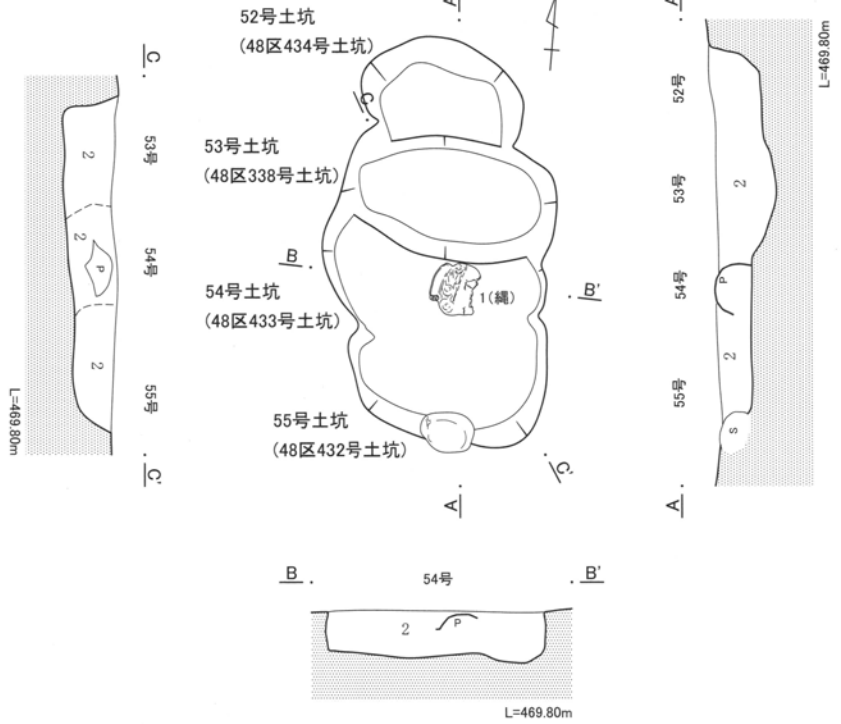 52号土坑
(48区434号土坑)
53号土坑
(48区338号土坑)
54号土坑
(48区433号土坑)
55号土坑
(48区432号土坑)
1(縄)
C
B
B'
C'
A
C
53号
54号
55号
2
2
P
2
L=469.80m
C'
L=469.80m
52号
53号
54号
55号
2
P
2
S
A
B
54号
B'
2
P
L=469.80m